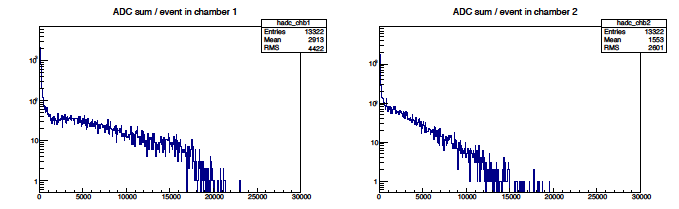 ADC sum / event in chamber 1
hadc_chb1
Entries 13322
Mean 2913
RMS 4422
10
1
0 5000 10000 15000 20000 25000 30000
ADC sum / event in chamber 2
hadc_chb2
Entries 13322
Mean 1553
RMS 2601
10
1
0 5000 10000 15000 20000 25000 30000